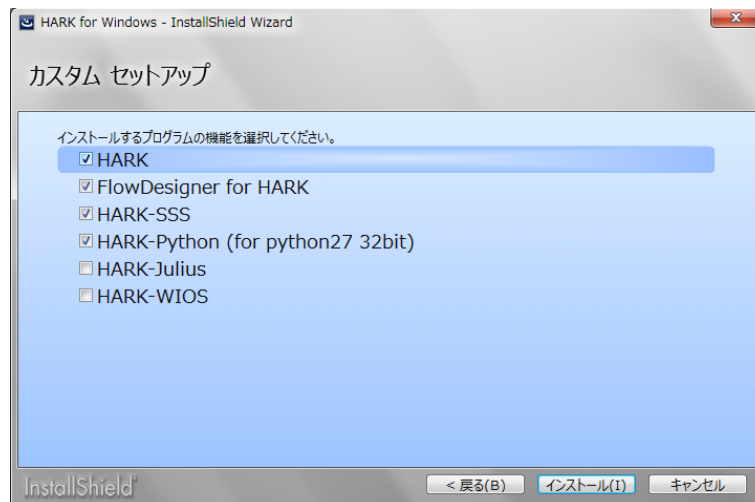 HARK for Windows - InstallShield Wizard
カスタム セットアップ
インストールするプログラムの機能を選択してください。
HARK
FlowDesigner for HARK
HARK-SSS
HARK-Python (for python27 32bit)
HARK-Julius
HARK-WIOS
InstallShield
< 戻る(B) インストール(I) キャンセル